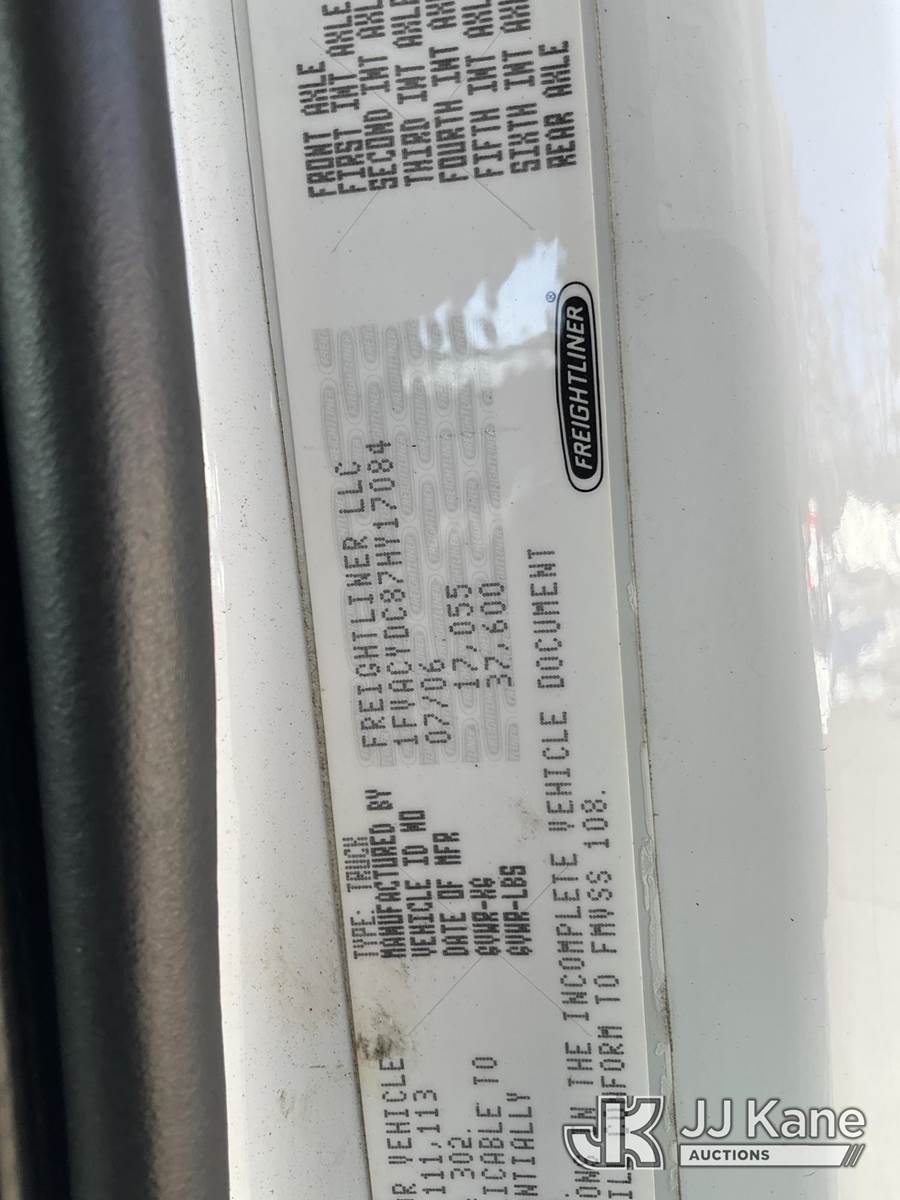 R VEHICLE
111,113
302.
ICABLE TO
NTIALLY
IN THE INCOMPLETE VEHICLE DOCUMENT
FORM TO FMVSS 108.
TYPE: TRUCK
MANUFACTURED BY FREIGHTLINER LLC
VEHICLE ID NO 1FVACYDC87HY17084
DATE OF MFR 07/06
GVWR-KG 17,055
GVWR-LBS 37,600
FREIGHTLINER®
FRONT AXLE
FIRST INT AXLE
SECOND INT AXLE
THIRD INT AXLE
FOURTH INT AXLE
FIFTH INT AXLE
SIXTH INT AXLE
REAR AXLE
JJ Kane
AUCTIONS